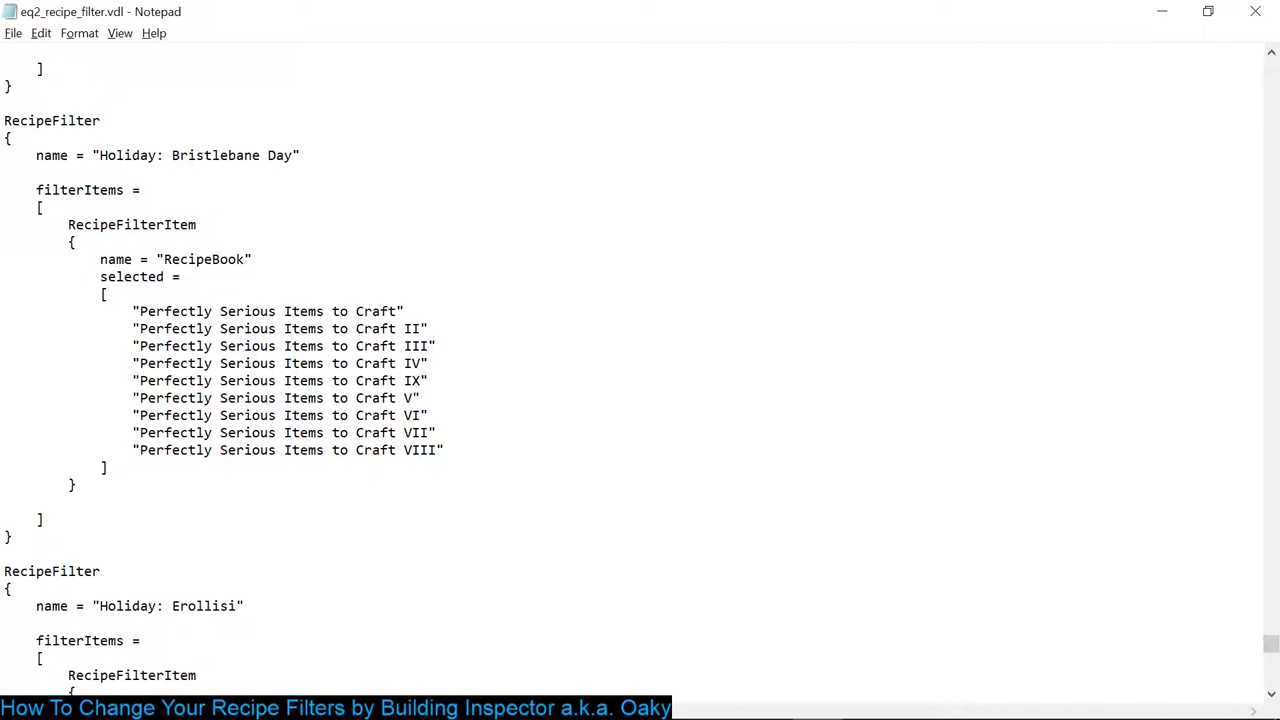 eq2_recipe_filter.vdl - Notepad
File Edit Format View Help
]
}
RecipeFilter
{
name = "Holiday: Bristlebane Day"
filterItems =
[
RecipeFilterItem
{
name = "RecipeBook"
selected =
[
"Perfectly Serious Items to Craft"
"Perfectly Serious Items to Craft II"
"Perfectly Serious Items to Craft III"
"Perfectly Serious Items to Craft IV"
"Perfectly Serious Items to Craft IX"
"Perfectly Serious Items to Craft V"
"Perfectly Serious Items to Craft VI"
"Perfectly Serious Items to Craft VII"
"Perfectly Serious Items to Craft VIII"
]
}
]
}
RecipeFilter
{
name = "Holiday: Erollisi"
filterItems =
[
RecipeFilterItem
{
How To Change Your Recipe Filters by Building Inspector a.k.a. Oaky